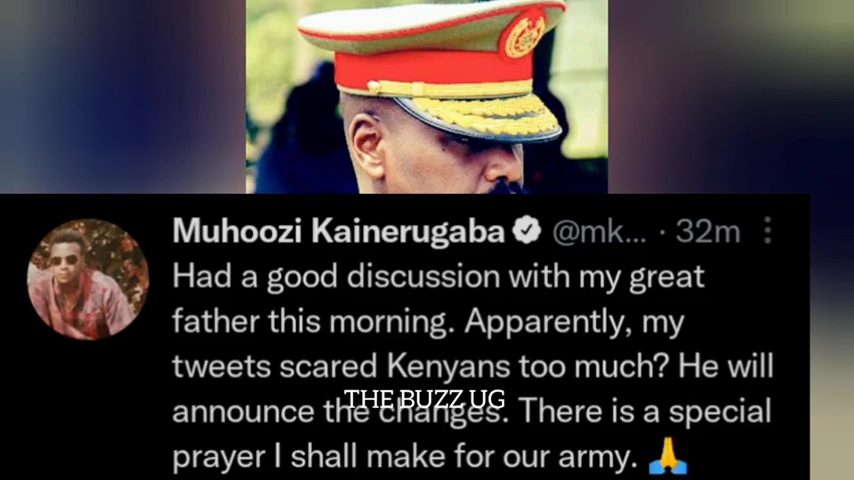 Muhoozi Kainerugaba @mk... · 32m
Had a good discussion with my great
father this morning. Apparently, my
tweets scared Kenyans too much? He will
THE BUZZ UG
announce the changes. There is a special
prayer I shall make for our army. 🙏